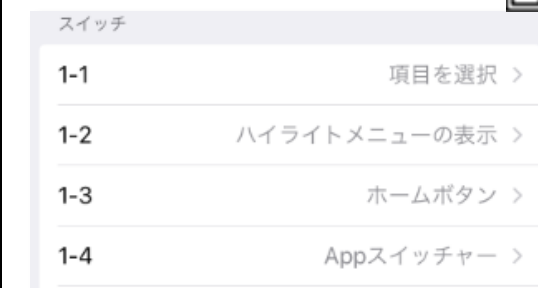 スイッチ
1-1 項目を選択 >
1-2 ハイライトメニューの表示 >
1-3 ホームボタン >
1-4 Appスイッチャー >